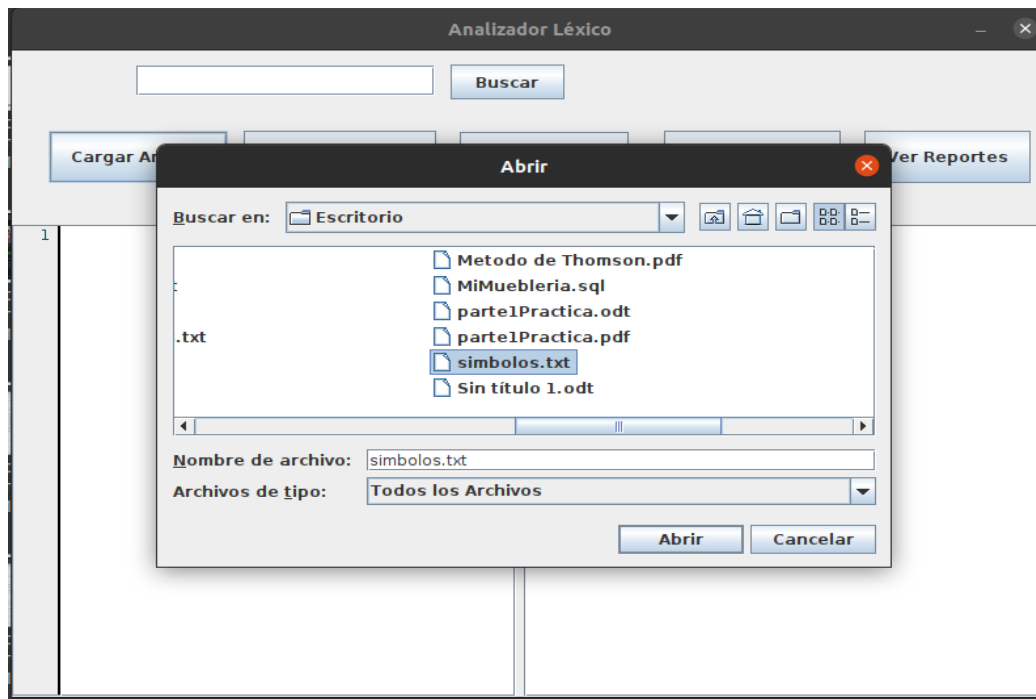 Analizador Léxico
Buscar
Cargar Ar
Ver Reportes
Abrir
Buscar en: Escritorio
Metodo de Thomson.pdf
MiMuebleria.sql
parte1Practica.odt
.txt parte1Practica.pdf
simbolos.txt
Sin título 1.odt
Nombre de archivo: simbolos.txt
Archivos de tipo: Todos los Archivos
Abrir Cancelar
1